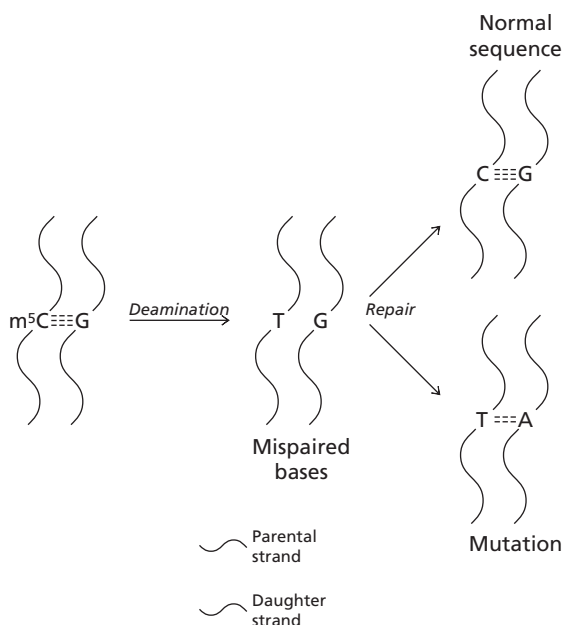 Normal
sequence
C G
m⁵C G
Deamination
T G
Repair
Mispaired
bases
T A
Mutation
Parental
strand
Daughter
strand